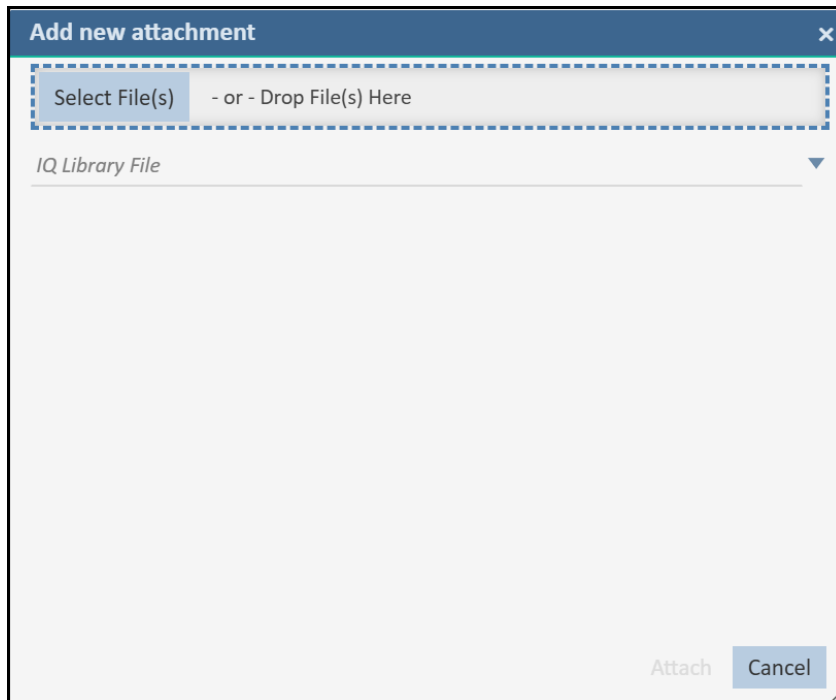 Add new attachment
Select File(s) - or - Drop File(s) Here
IQ Library File
Attach Cancel